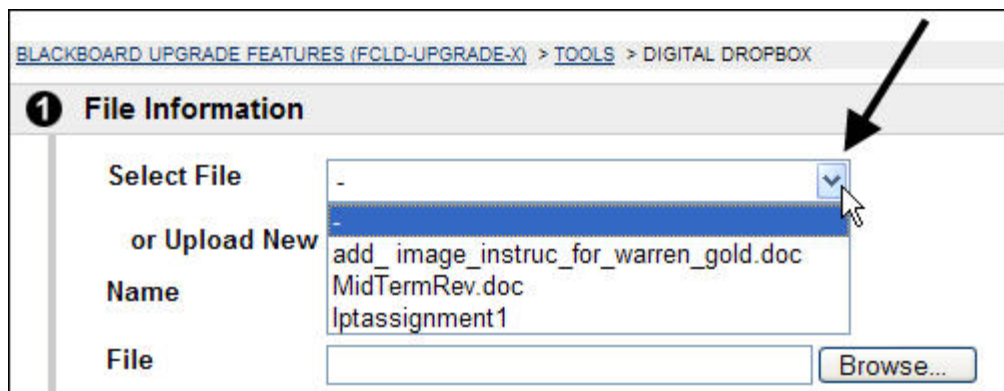 BLACKBOARD UPGRADE FEATURES (FCLD-UPGRADE-X) > TOOLS > DIGITAL DROPBOX
1 File Information
Select File -
-
or Upload New
add_ image_instruc_for_warren_gold.doc
Name MidTermRev.doc
lptassignment1
File Browse...